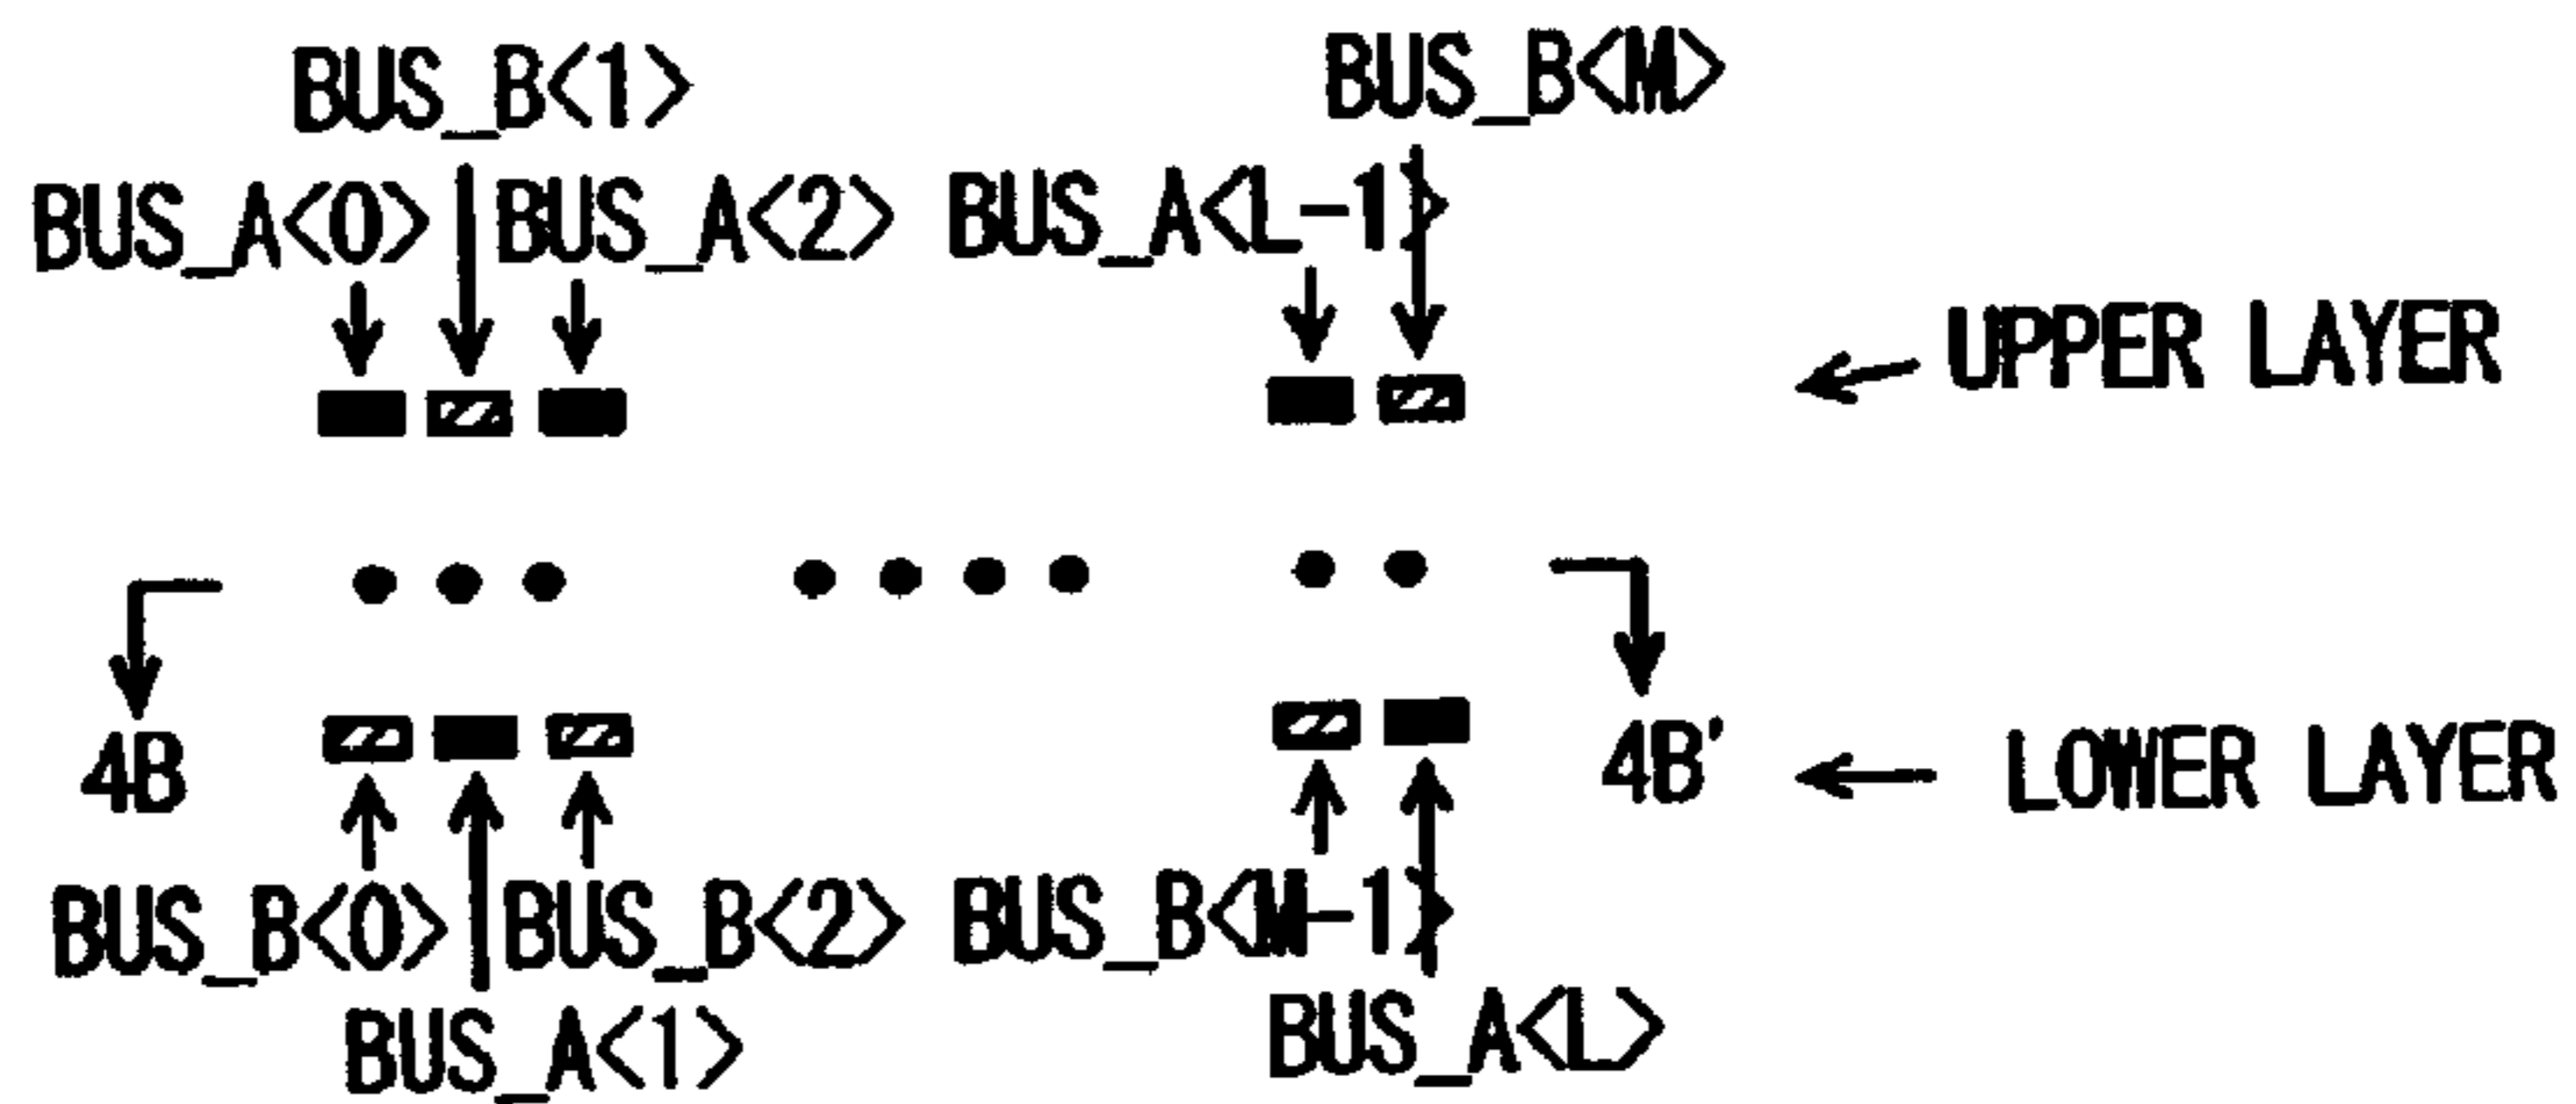 BUS_B<1> BUS_B<M>
BUS_A<0> BUS_A<2> BUS_A<L-1>
UPPER LAYER
4B 4B'
LOWER LAYER
BUS_B<0> BUS_B<2> BUS_B<M-1>
BUS_A<1> BUS_A<L>